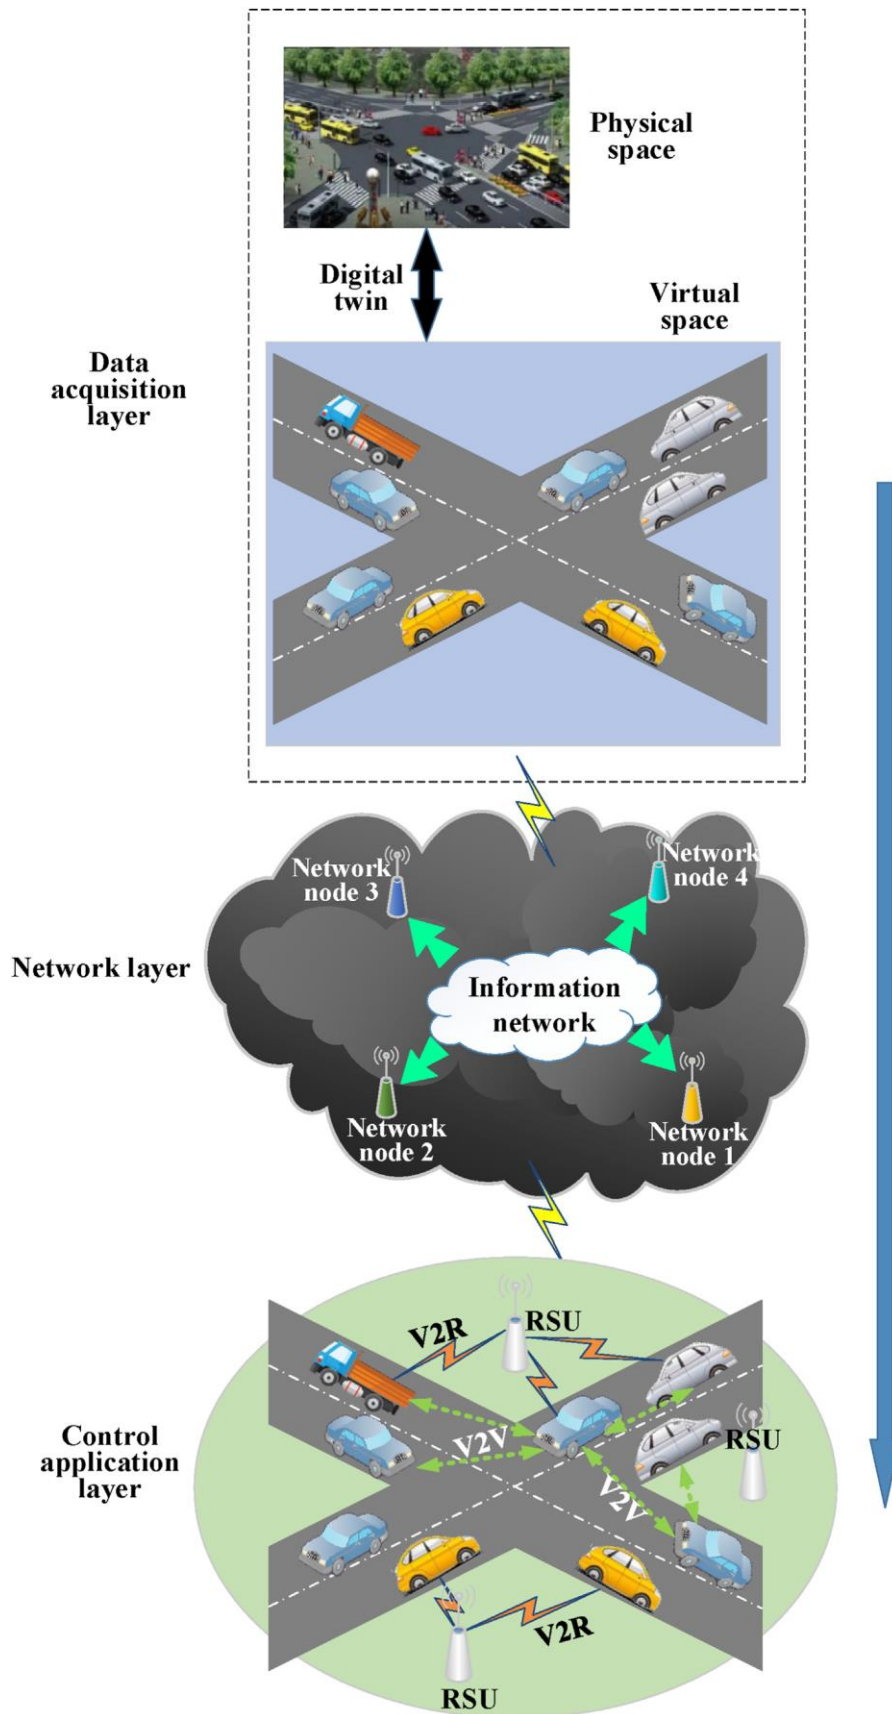 Physical
space
Digital
twin
Virtual
space
Data
acquisition
layer
Network
node 3
Network
node 4
Network layer
Information
network
Network
node 2
Network
node 1
V2R
RSU
V2V
RSU
Control
application
layer
V2V
V2R
RSU